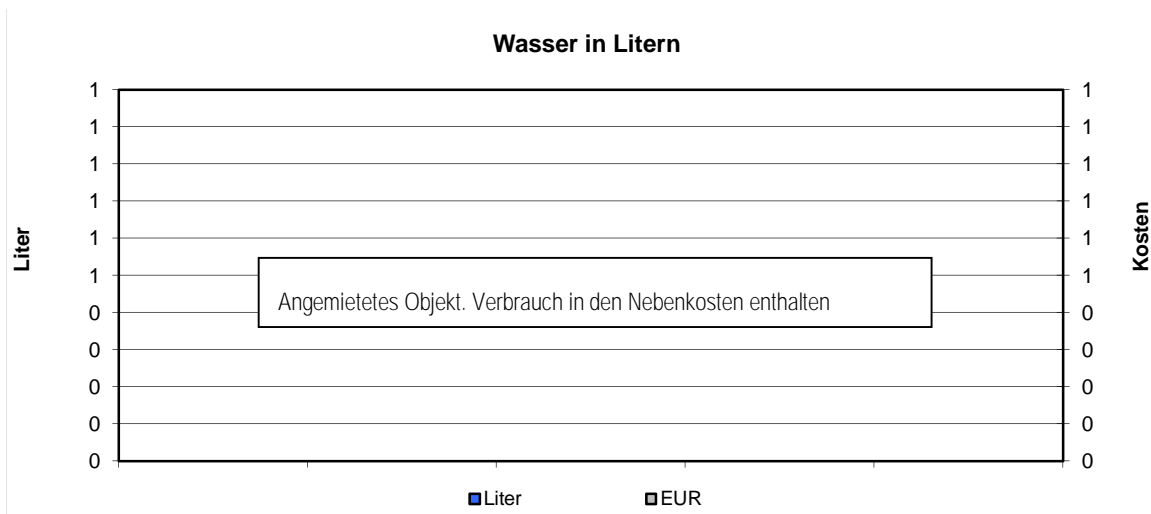 Wasser in Litern
1 1
1 1
1 1
1 1
1 1
1 1
0 0
0 0
0 0
0 0
0 0
Liter
Kosten
Angemietetes Objekt. Verbrauch in den Nebenkosten enthalten
Liter EUR